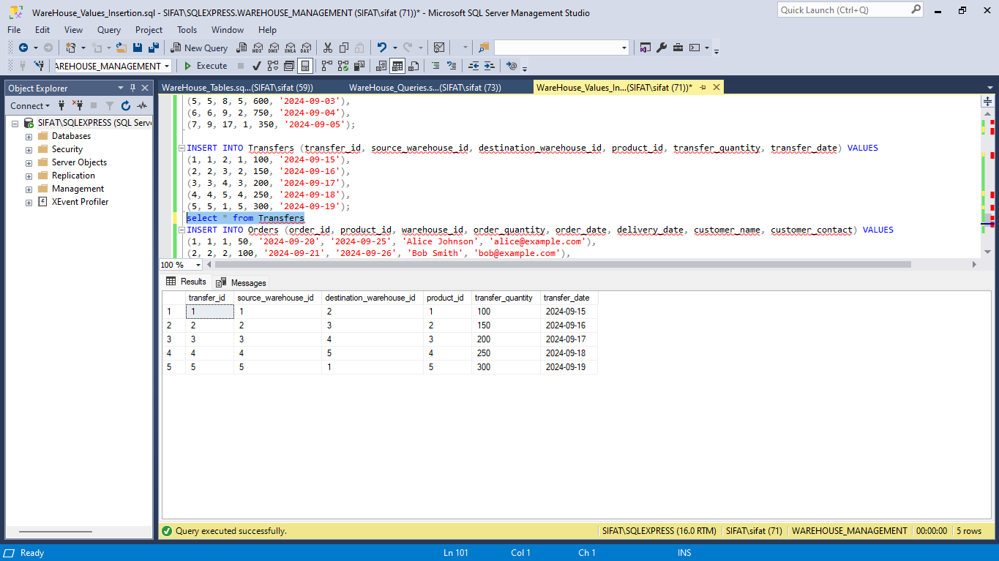 WareHouse_Values_Insertion.sql - SIFAT\SQLEXPRESS.WAREHOUSE_MANAGEMENT (SIFAT\sifat (71))* - Microsoft SQL Server Management Studio
Quick Launch (Ctrl+Q)
File Edit View Query Project Tools Window Help
New Query
MDX DMX XMLA DAX
AREHOUSE_MANAGEMENT
Execute
Object Explorer
Connect
SIFAT\SQLEXPRESS (SQL Serve
Databases
Security
Server Objects
Replication
Management
XEvent Profiler
WareHouse_Tables.sq...(SIFAT\sifat (59))
WareHouse_Queries.s...(SIFAT\sifat (73))
WareHouse_Values_In...(SIFAT\sifat (71))*
(5, 5, 8, 5, 600, '2024-09-03'),
(6, 6, 9, 2, 750, '2024-09-04'),
(7, 9, 17, 1, 350, '2024-09-05');
INSERT INTO Transfers (transfer_id, source_warehouse_id, destination_warehouse_id, product_id, transfer_quantity, transfer_date) VALUES
(1, 1, 2, 1, 100, '2024-09-15'),
(2, 2, 3, 2, 150, '2024-09-16'),
(3, 3, 4, 3, 200, '2024-09-17'),
(4, 4, 5, 4, 250, '2024-09-18'),
(5, 5, 1, 5, 300, '2024-09-19');
select * from Transfers
INSERT INTO Orders (order_id, product_id, warehouse_id, order_quantity, order_date, delivery_date, customer_name, customer_contact) VALUES
(1, 1, 1, 50, '2024-09-20', '2024-09-25', 'Alice Johnson', 'alice@example.com'),
(2, 2, 2, 100, '2024-09-21', '2024-09-26', 'Bob Smith', 'bob@example.com'),
100 %
Results Messages
transfer_id source_warehouse_id destination_warehouse_id product_id transfer_quantity transfer_date
1 1 1 2 1 100 2024-09-15
2 2 2 3 2 150 2024-09-16
3 3 3 4 3 200 2024-09-17
4 4 4 5 4 250 2024-09-18
5 5 5 1 5 300 2024-09-19
Query executed successfully.
SIFAT\SQLEXPRESS (16.0 RTM) SIFAT\sifat (71) WAREHOUSE_MANAGEMENT 00:00:00 5 rows
Ready Ln 101 Col 1 Ch 1 INS